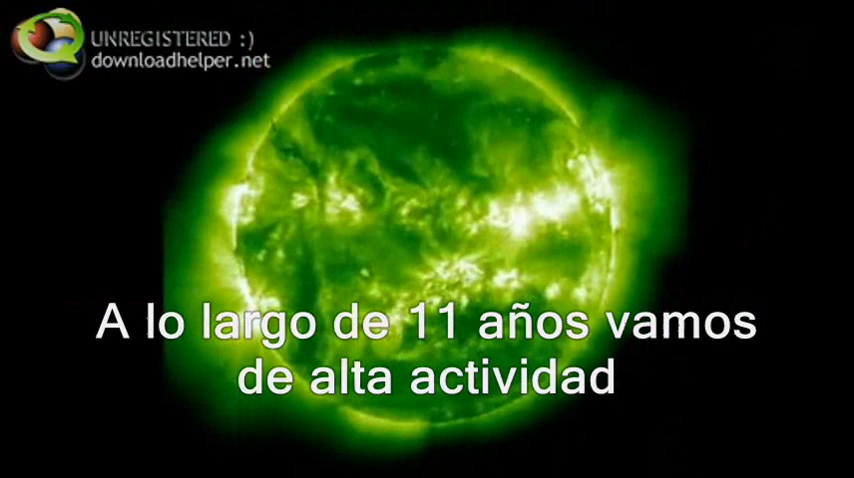 UNREGISTERED :)
downloadhelper.net
A lo largo de 11 años vamos
de alta actividad